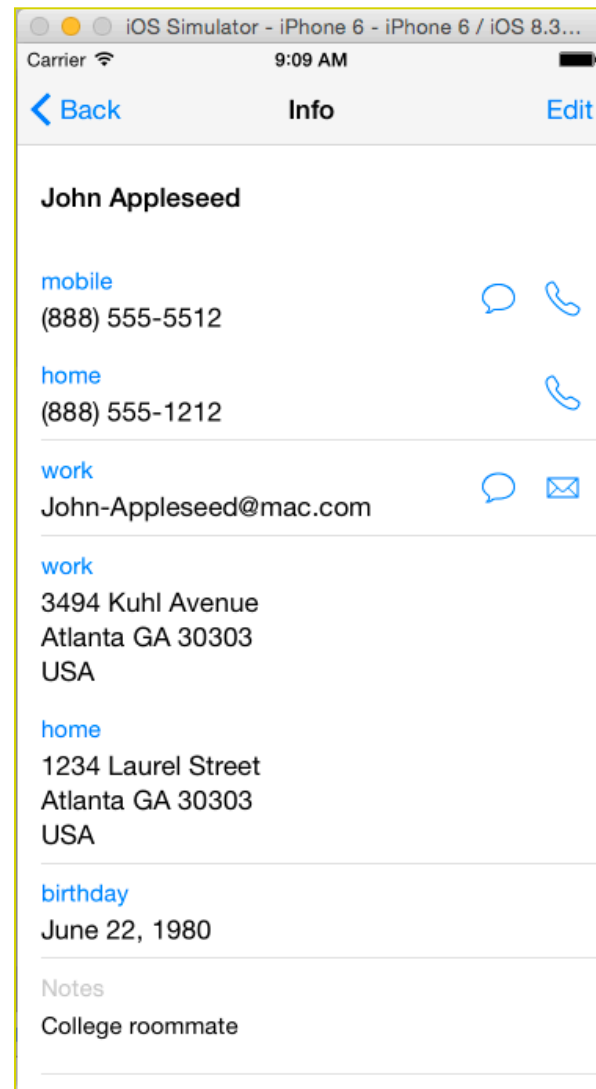 iOS Simulator - iPhone 6 - iPhone 6 / iOS 8.3...
Carrier 9:09 AM
Back Info Edit
John Appleseed
mobile
(888) 555-5512
home
(888) 555-1212
work
John-Appleseed@mac.com
work
3494 Kuhl Avenue
Atlanta GA 30303
USA
home
1234 Laurel Street
Atlanta GA 30303
USA
birthday
June 22, 1980
Notes
College roommate